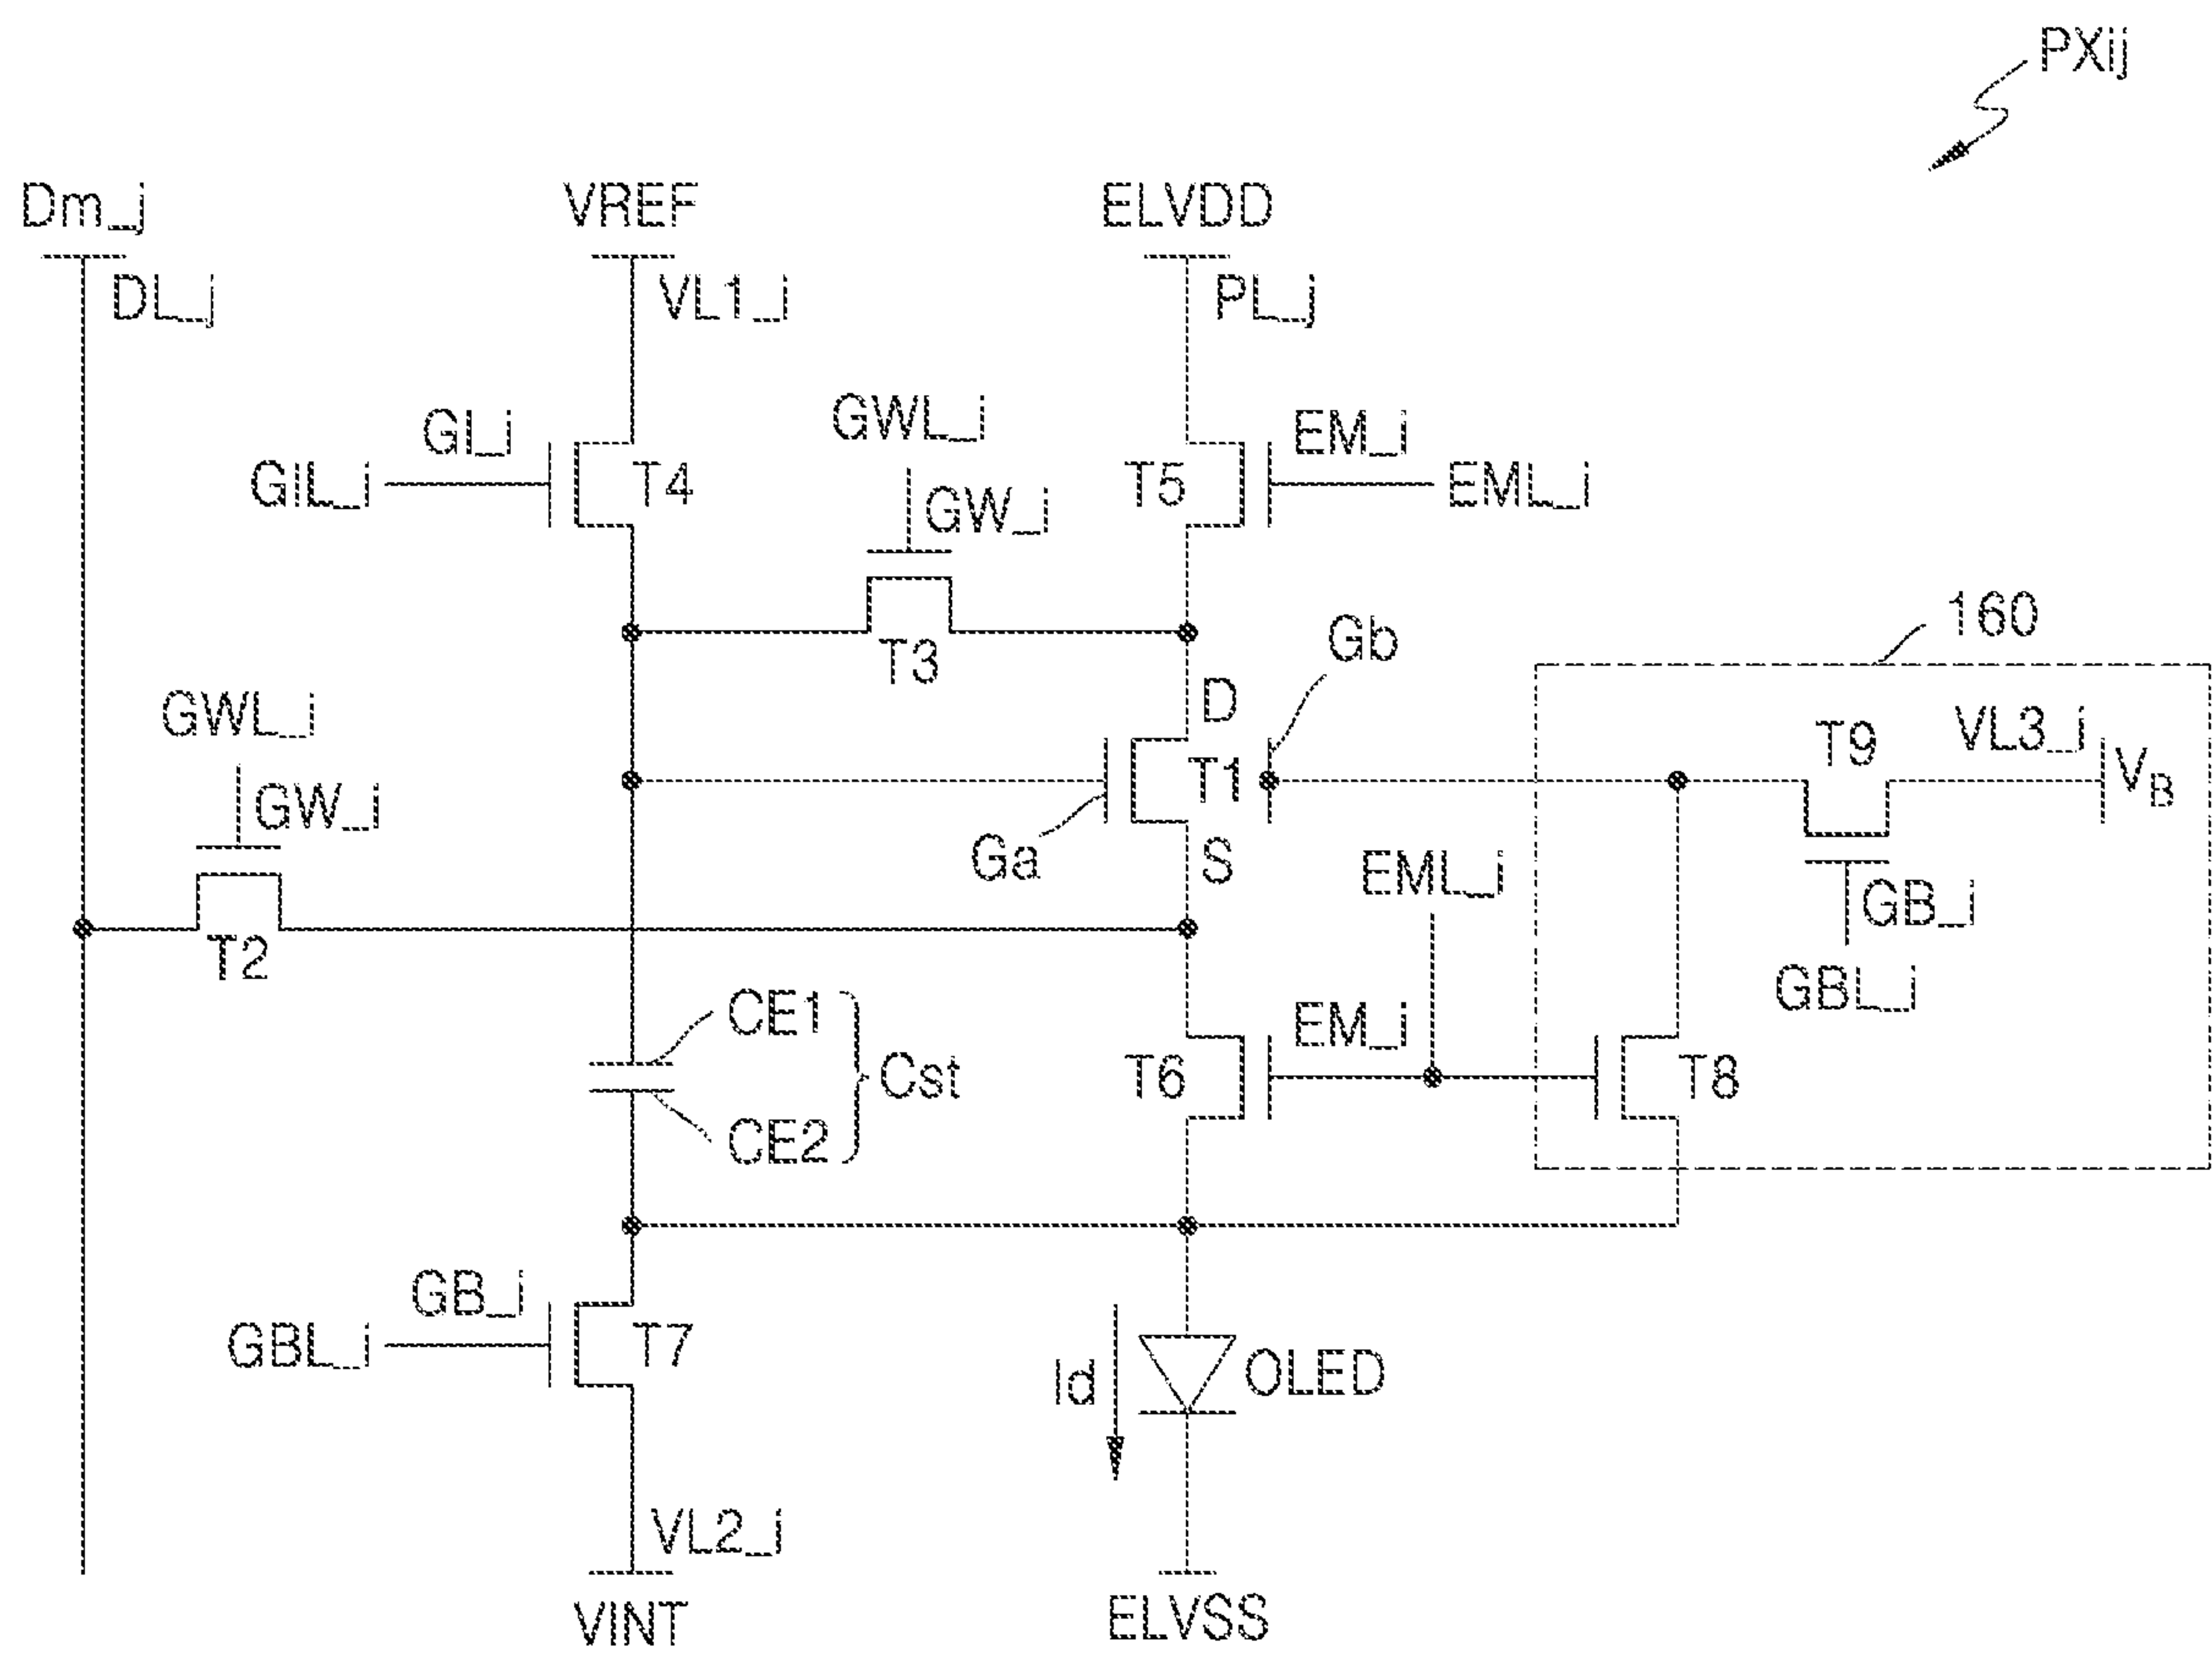 PXij
Dm_j
VREF
ELVDD
DL_j
VL1_i
PL_j
GWL_i
GI_i
EM_i
GIL_i
T4
T5
EML_i
GW_i
160
Gb
T3
GWL_i
D
T9
VL3_i
GW_i
T1
VB
Ga
S
EML_i
GB_i
T2
GBL_i
CE1
EM_i
Cst
T6
T8
CE2
GB_i
GBL_i
T7
Id
OLED
VL2_i
VINT
ELVSS